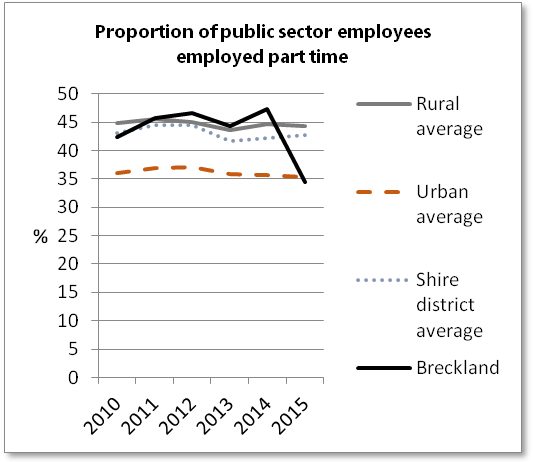 Proportion of public sector employees
employed part time
50
45
40
35
30
25
20
15
10
5
0
%
2010
2011
2012
2013
2014
2015
Rural
average
Urban
average
Shire
district
average
Breckland